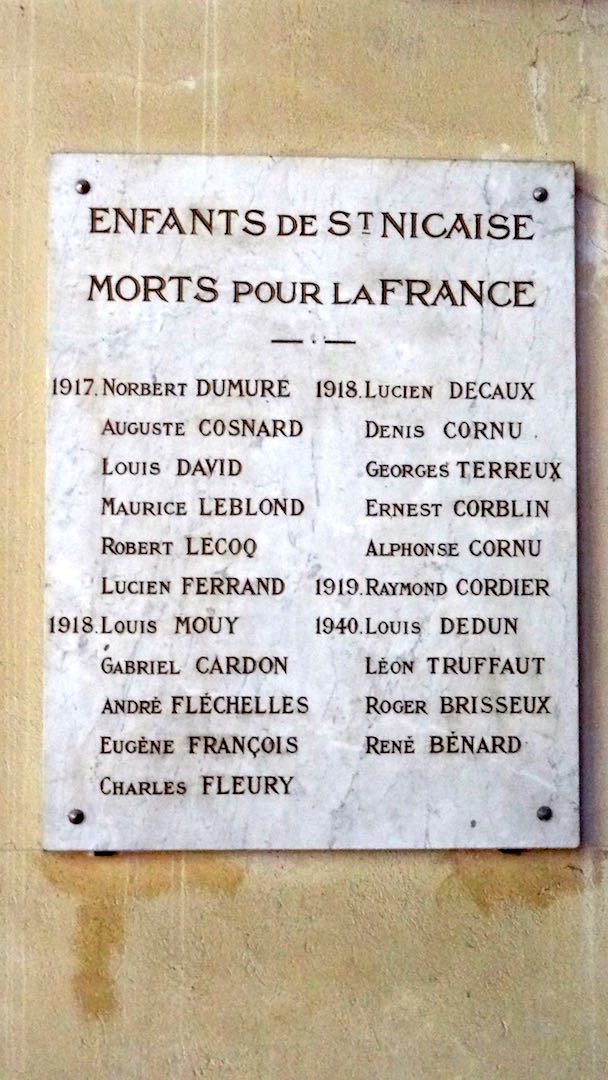 ENFANTS DE ST NICAISE
MORTS POUR LA FRANCE
1917. NORBERT DUMURE
AUGUSTE COSNARD
LOUIS DAVID
MAURICE LEBLOND
ROBERT LECOQ
LUCIEN FERRAND
1918. LOUIS MOUY
GABRIEL CARDON
ANDRÉ FLÉCHELLES
EUGÈNE FRANÇOIS
CHARLES FLEURY
1918. LUCIEN DECAUX
DENIS CORNU
GEORGES TERREUX
ERNEST CORBLIN
ALPHONSE CORNU
1919. RAYMOND CORDIER
1940. LOUIS DEDUN
LÉON TRUFFAUT
ROGER BRISSEUX
RENÉ BÉNARD